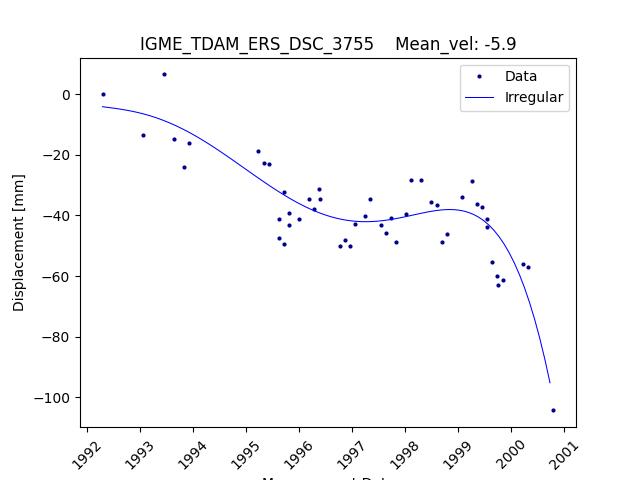 IGME_TDAM_ERS_DSC_3755    Mean_vel: -5.9
Data
Irregular
Displacement [mm]
0
−20
−40
−60
−80
−100
1992 1993 1994 1995 1996 1997 1998 1999 2000 2001